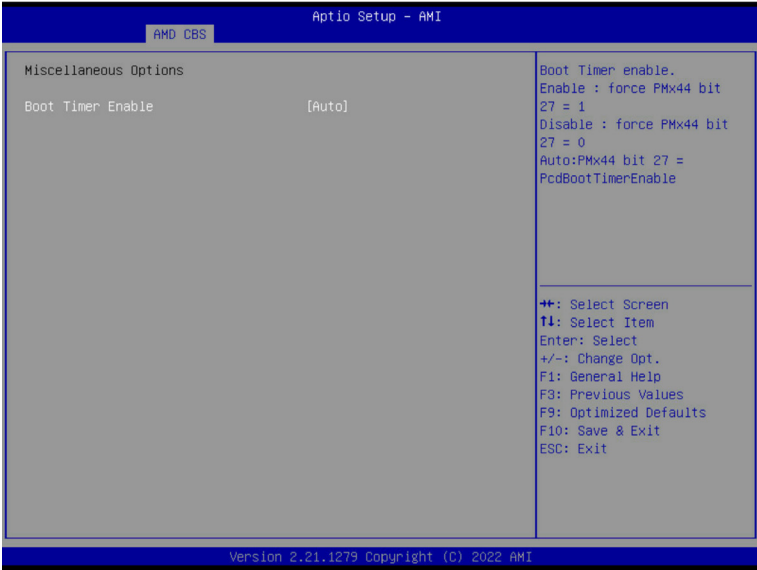 Aptio Setup – AMI
AMD CBS
Miscellaneous Options
Boot Timer Enable [Auto]
Boot Timer enable.
Enable : force PMx44 bit
27 = 1
Disable : force PMx44 bit
27 = 0
Auto:PMx44 bit 27 =
PcdBootTimerEnable
→←: Select Screen
↑↓: Select Item
Enter: Select
+/-: Change Opt.
F1: General Help
F3: Previous Values
F9: Optimized Defaults
F10: Save & Exit
ESC: Exit
Version 2.21.1279 Copyright (C) 2022 AMI